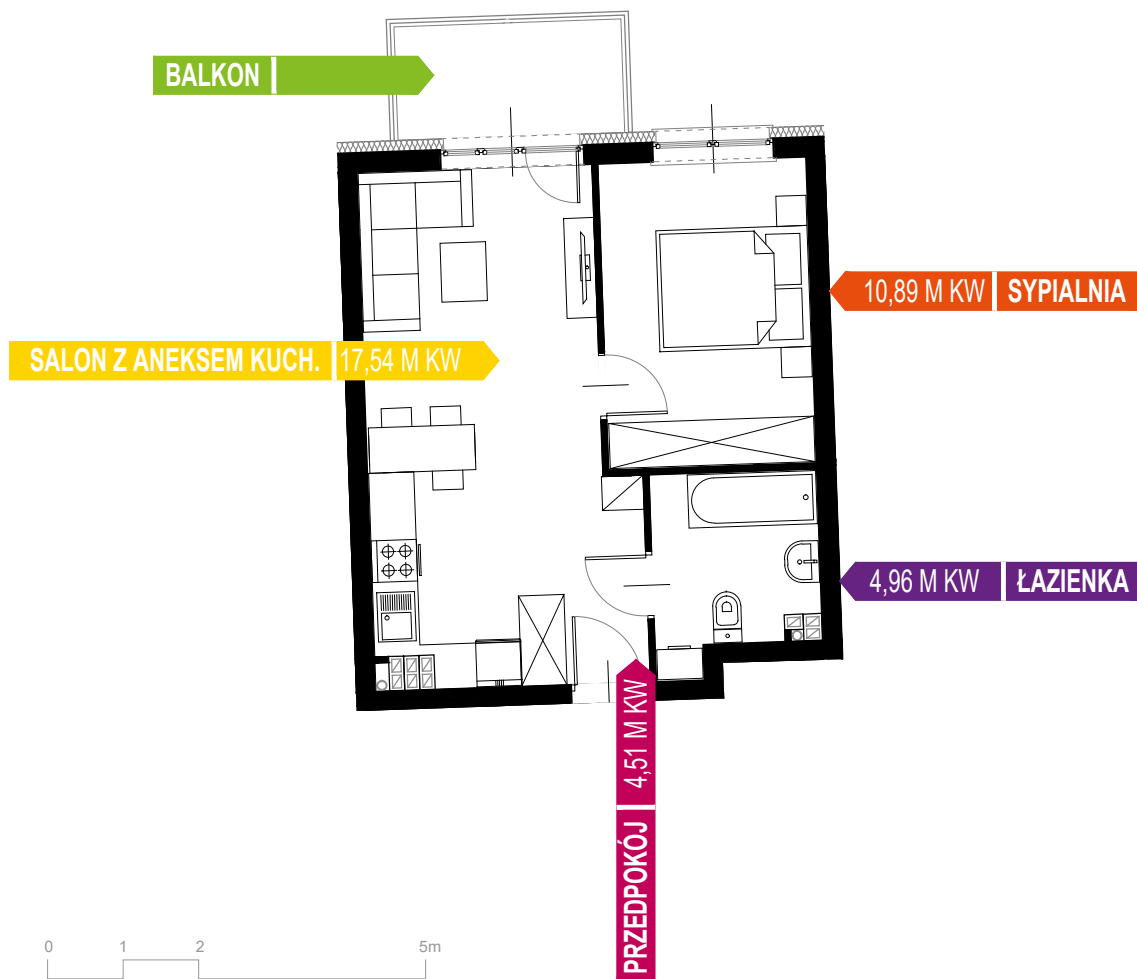 BALKON
10,89 M KW SYPIALNIA
SALON Z ANEKSEM KUCH. 17,54 M KW
4,96 M KW ŁAZIENKA
PRZEDPOKÓJ 4,51 M KW
0 1 2 5m